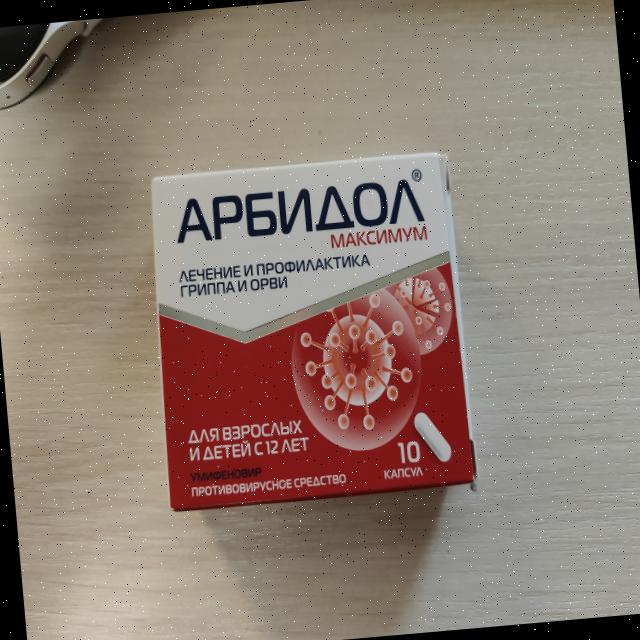 АРБИДОЛ®
МАКСИМУМ
ЛЕЧЕНИЕ И ПРОФИЛАКТИКА
ГРИППА И ОРВИ
ДЛЯ ВЗРОСЛЫХ
И ДЕТЕЙ С 12 ЛЕТ
УМИФЕНОВИР
ПРОТИВОВИРУСНОЕ СРЕДСТВО
10
КАПСУЛ